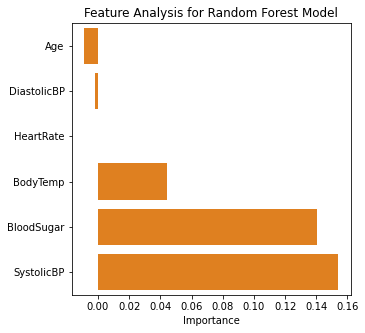 Feature Analysis for Random Forest Model
Age
DiastolicBP
HeartRate
BodyTemp
BloodSugar
SystolicBP
0.00 0.02 0.04 0.06 0.08 0.10 0.12 0.14 0.16
Importance